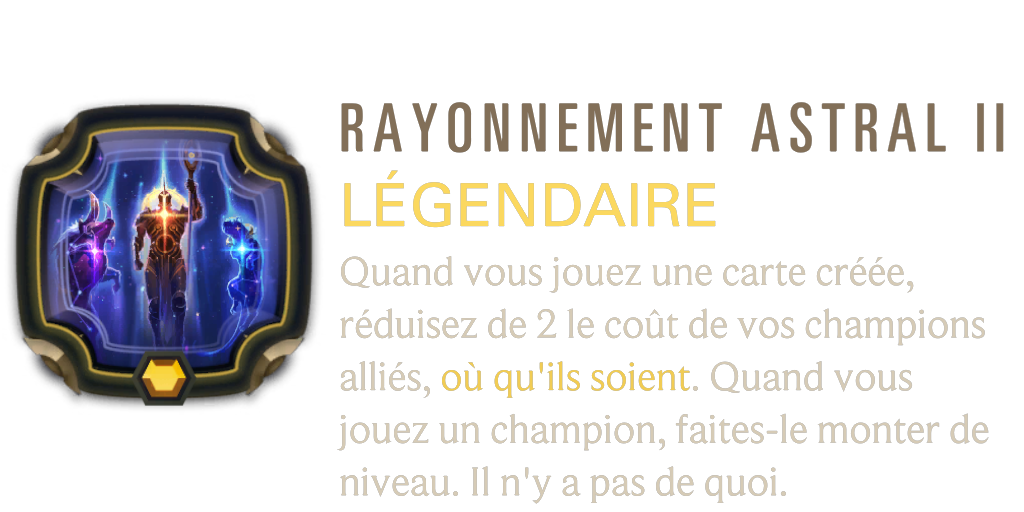 RAYONNEMENT ASTRAL II
LÉGENDAIRE
Quand vous jouez une carte créée,
réduisez de 2 le coût de vos champions
alliés, où qu'ils soient. Quand vous
jouez un champion, faites-le monter de
niveau. Il n'y a pas de quoi.